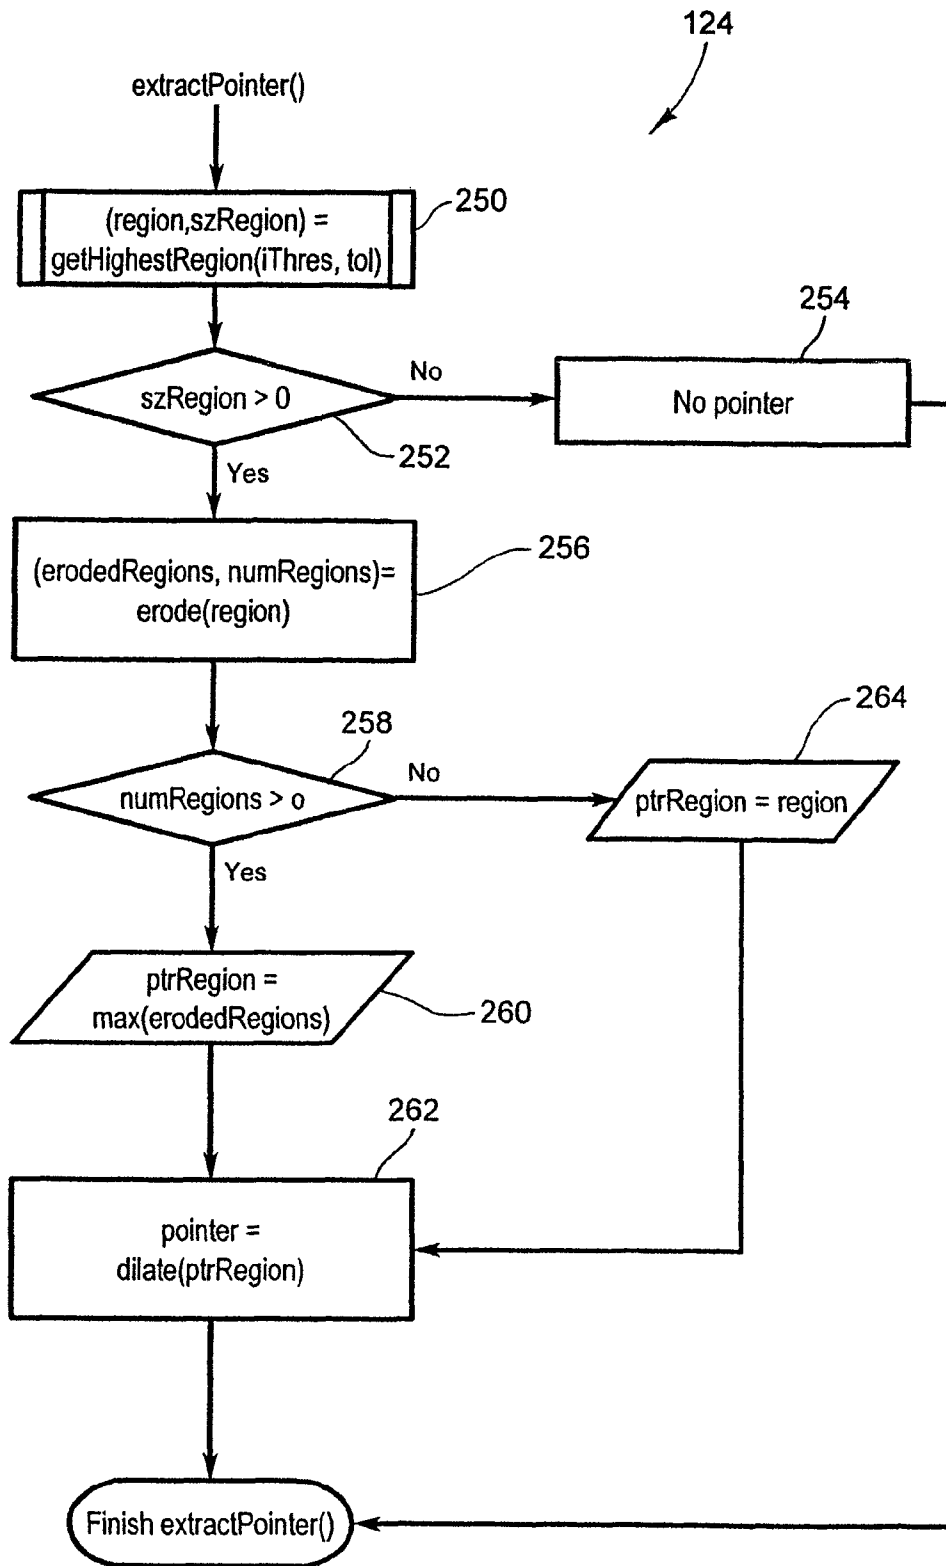 124
extractPointer()
(region,szRegion) =
getHighestRegion(iThres, tol)
250
szRegion > 0
No
252
Yes
254
No pointer
(erodedRegions, numRegions)=
erode(region)
256
258
numRegions > o
No
Yes
264
ptrRegion = region
ptrRegion =
max(erodedRegions)
260
262
pointer =
dilate(ptrRegion)
Finish extractPointer()